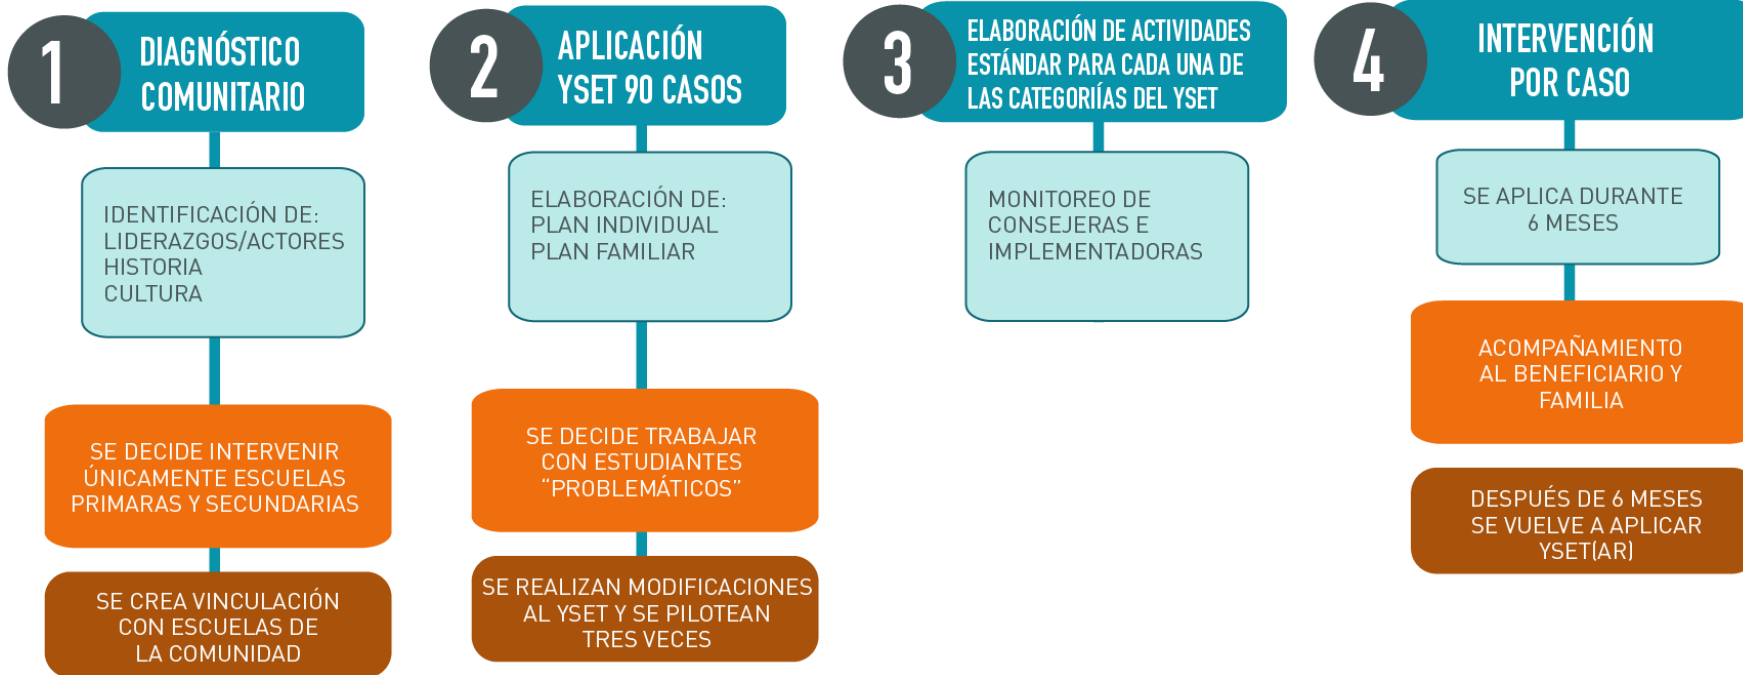 1
DIAGNÓSTICO
COMUNITARIO
IDENTIFICACIÓN DE:
LIDERAZGOS/ACTORES
HISTORIA
CULTURA
SE DECIDE INTERVENIR
ÚNICAMENTE ESCUELAS
PRIMARAS Y SECUNDARIAS
SE CREA VINCULACIÓN
CON ESCUELAS DE
LA COMUNIDAD
2
APLICACIÓN
YSET 90 CASOS
ELABORACIÓN DE:
PLAN INDIVIDUAL
PLAN FAMILIAR
SE DECIDE TRABAJAR
CON ESTUDIANTES
“PROBLEMÁTICOS”
SE REALIZAN MODIFICACIONES
AL YSET Y SE PILOTEAN
TRES VECES
3
ELABORACIÓN DE ACTIVIDADES
ESTÁNDAR PARA CADA UNA DE
LAS CATEGORIÍAS DEL YSET
MONITOREO DE
CONSEJERAS E
IMPLEMENTADORAS
4
INTERVENCIÓN
POR CASO
SE APLICA DURANTE
6 MESES
ACOMPAÑAMIENTO
AL BENEFICIARIO Y
FAMILIA
DESPUÉS DE 6 MESES
SE VUELVE A APLICAR
YSET(AR)